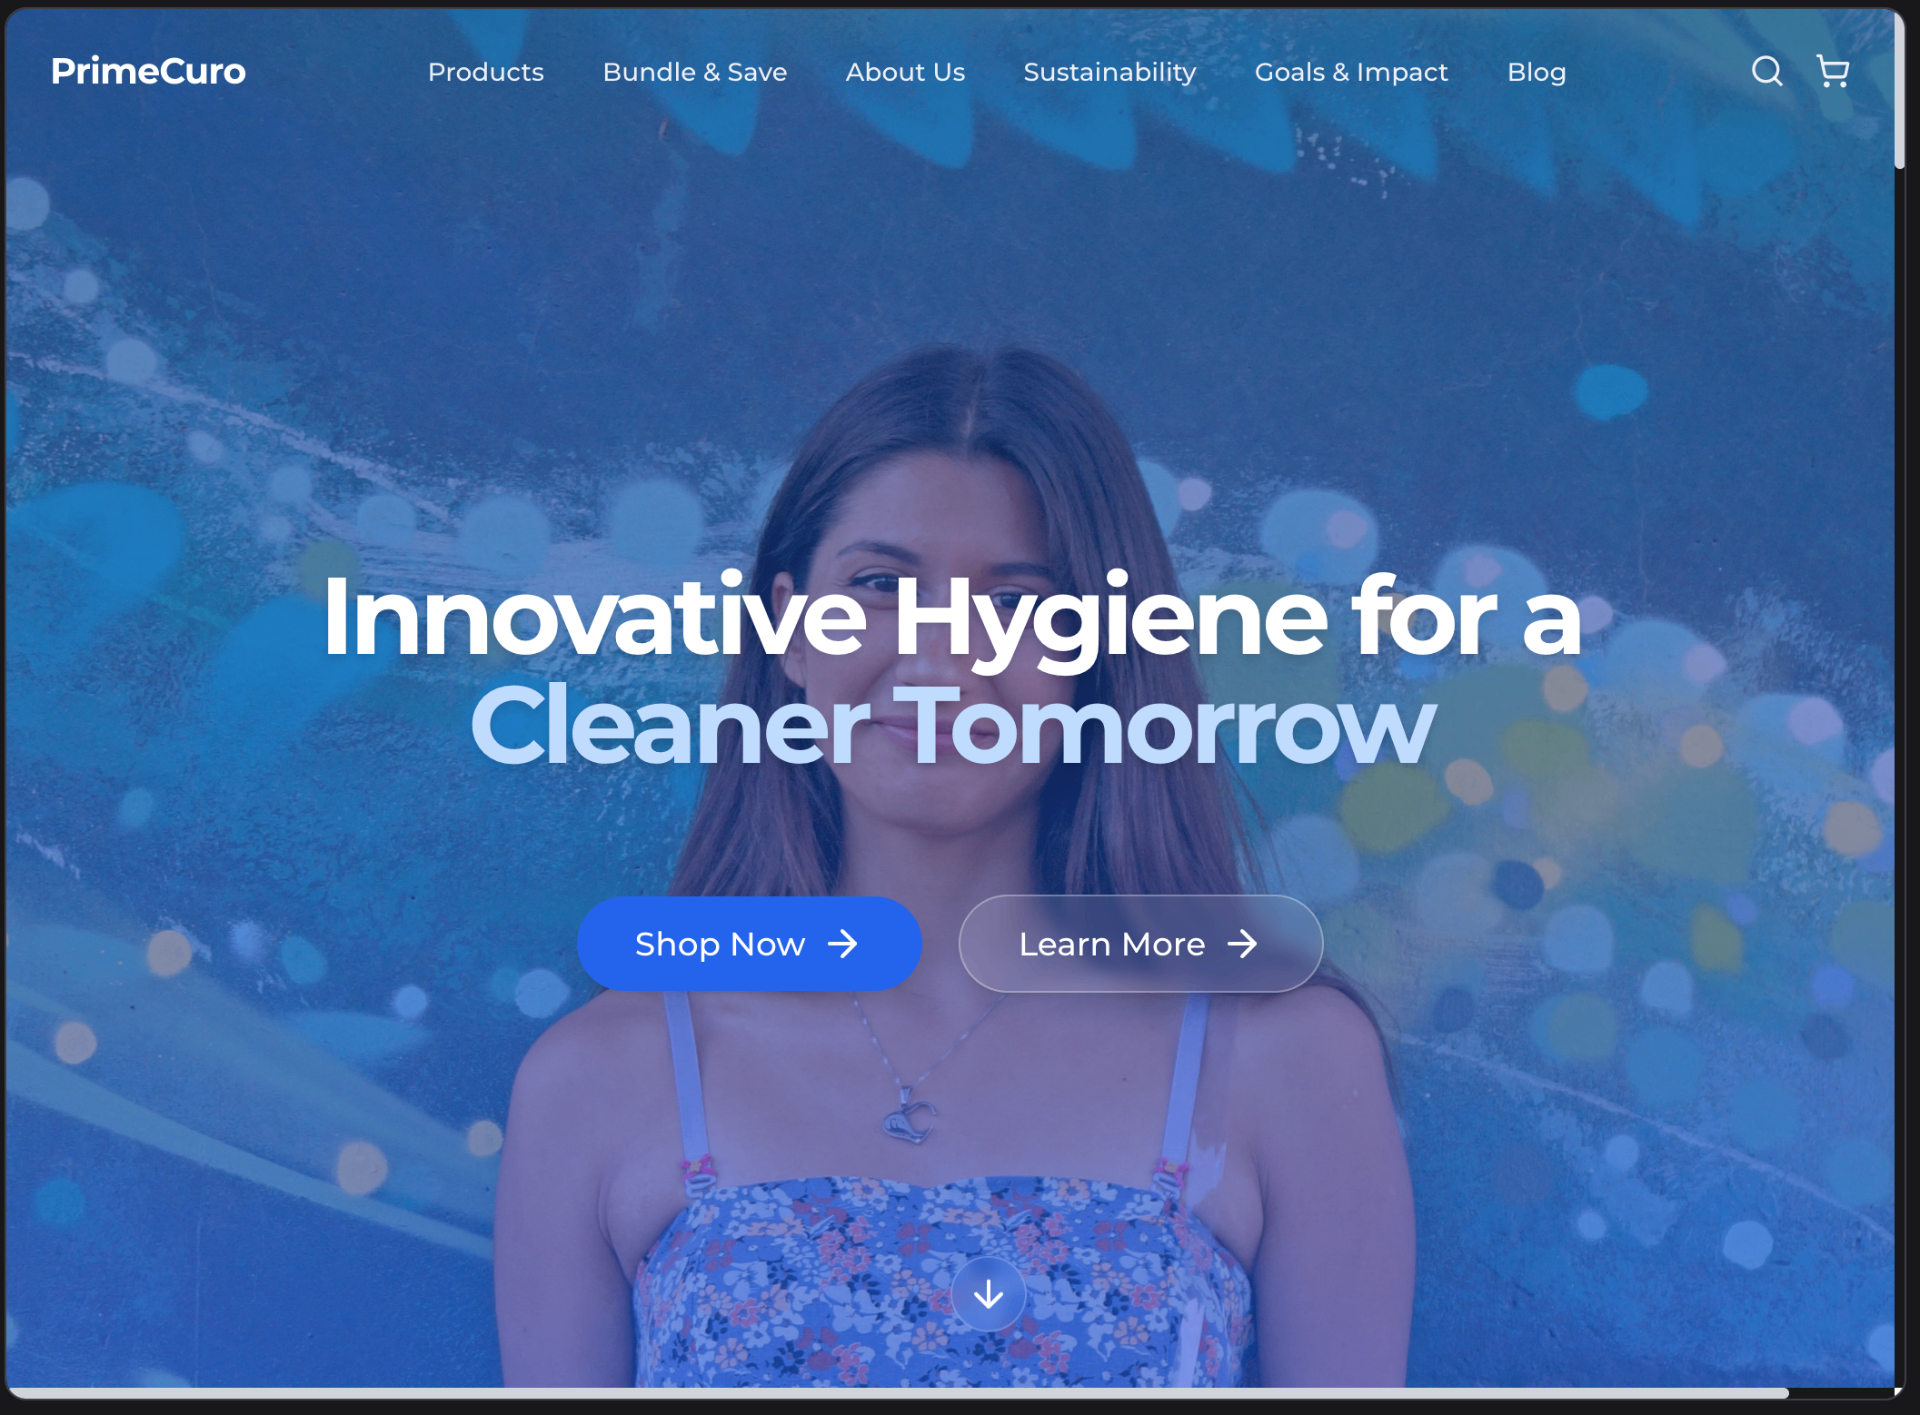 PrimeCuro
Products
Bundle & Save
About Us
Sustainability
Goals & Impact
Blog
Innovative Hygiene for a
Cleaner Tomorrow
Shop Now
Learn More